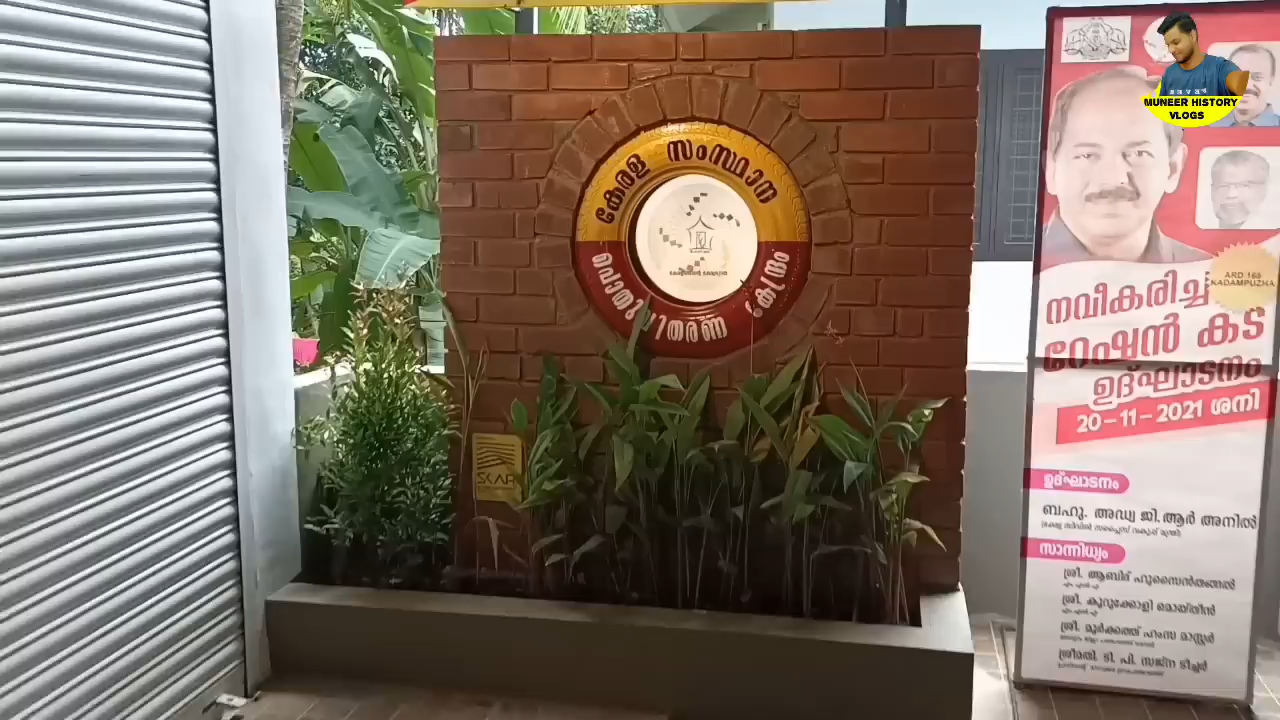 കേരള സംസ്ഥാന
പൊതുവിതരണ കേന്ദ്രം
SKAR
MUNEER HISTORY
VLOGS
ARD 168
KADAMPUZHA
നവീകരിച്ച
റേഷൻ കട
ഉദ്ഘാടനം
20-11-2021 ശനി
ഉദ്ഘാടനം
ബഹു. അഡ്വ ജി.ആർ അനിൽ
സാന്നിധ്യം
ശ്രീ. ആബിദ് ഹുസൈൻതങ്ങൾ
ശ്രീ. കുറുക്കോളി മൊയ്തീൻ
ശ്രീ. മൂർക്കത്ത് ഹംസ മാസ്റ്റർ
ശ്രീമതി. ടി. പി. സജ്ന ടീച്ചർ